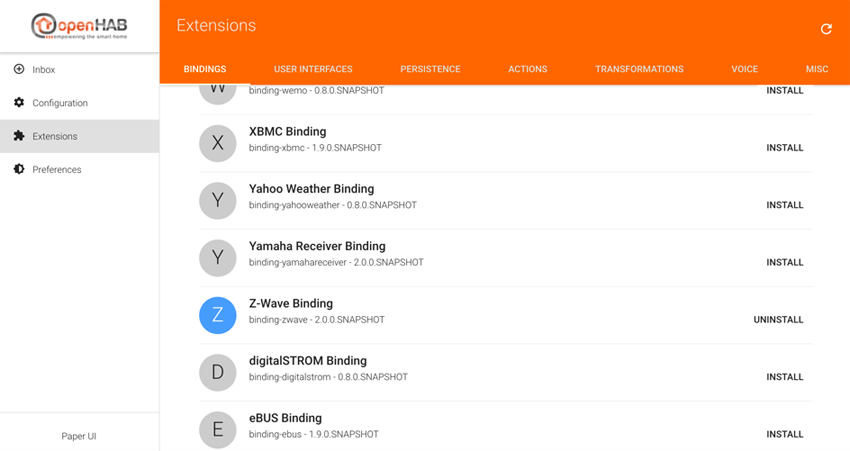 openHAB
empowering the smart home
Extensions
Inbox
Configuration
Extensions
Preferences
Paper UI
BINDINGS USER INTERFACES PERSISTENCE ACTIONS TRANSFORMATIONS VOICE MISC
W
binding-wemo - 0.8.0.SNAPSHOT
INSTALL
X
XBMC Binding
binding-xbmc - 1.9.0.SNAPSHOT
INSTALL
Y
Yahoo Weather Binding
binding-yahooweather - 0.8.0.SNAPSHOT
INSTALL
Y
Yamaha Receiver Binding
binding-yamahareceiver - 2.0.0.SNAPSHOT
INSTALL
Z
Z-Wave Binding
binding-zwave - 2.0.0.SNAPSHOT
UNINSTALL
D
digitalSTROM Binding
binding-digitalstrom - 0.8.0.SNAPSHOT
INSTALL
E
eBUS Binding
binding-ebus - 1.9.0.SNAPSHOT
INSTALL